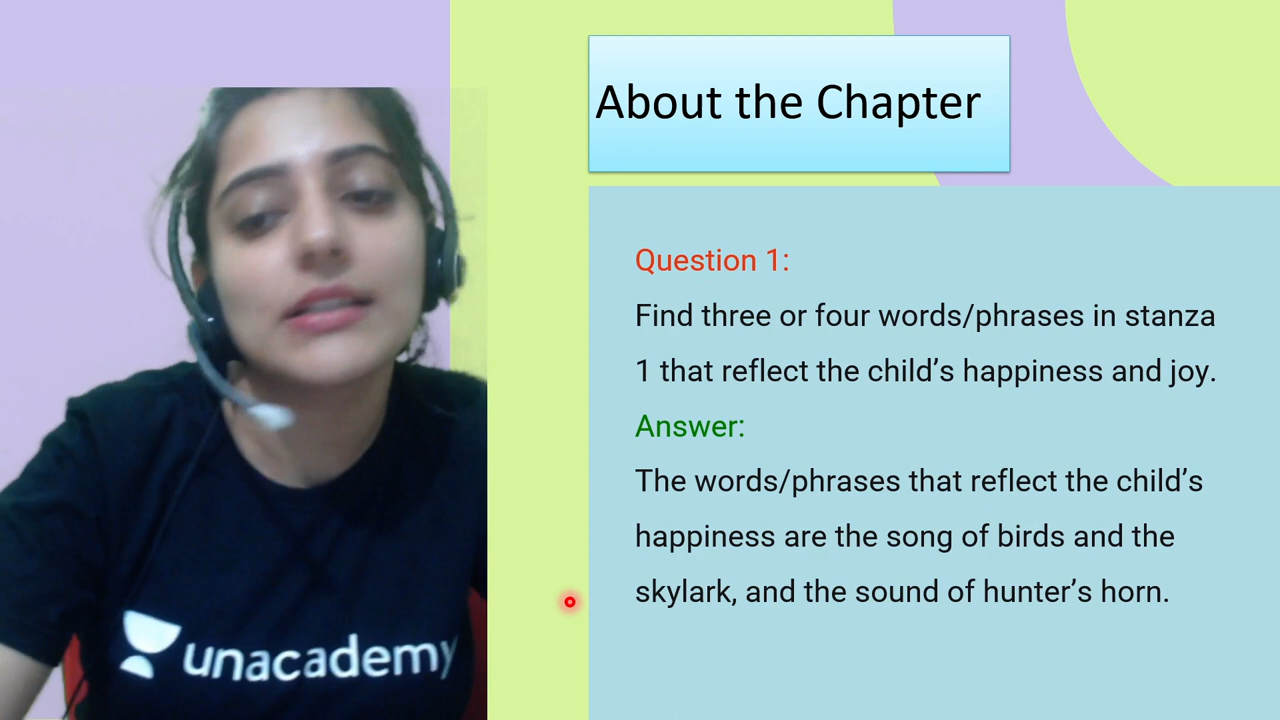 About the Chapter
Question 1:
Find three or four words/phrases in stanza
1 that reflect the child’s happiness and joy.
Answer:
The words/phrases that reflect the child’s
happiness are the song of birds and the
skylark, and the sound of hunter’s horn.
unacademy